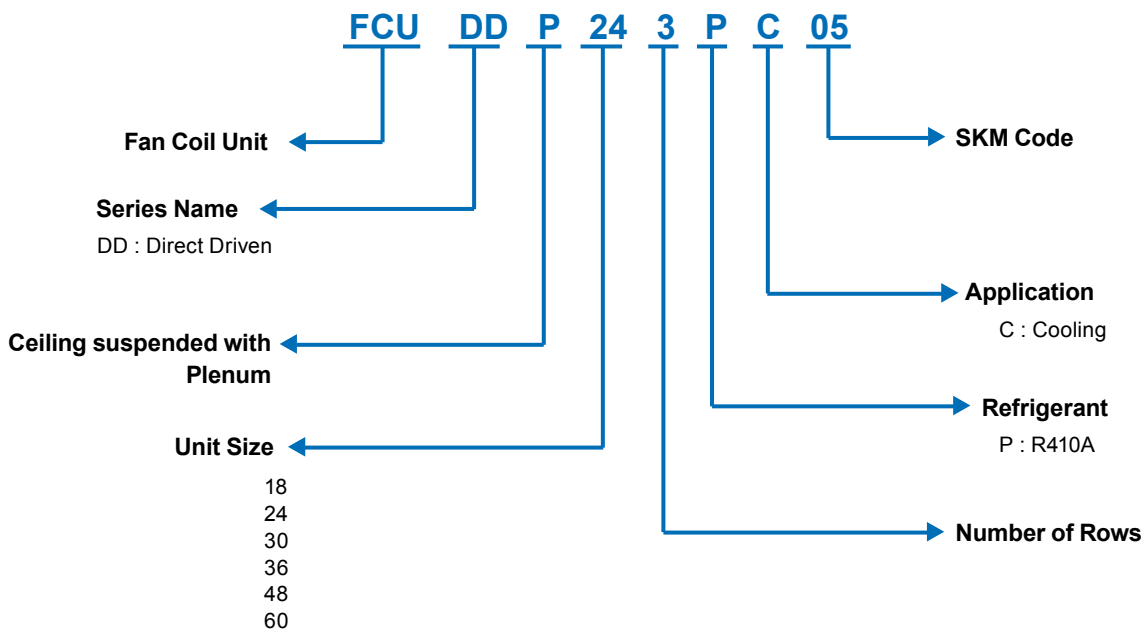 FCU DD P 24 3 P C 05
Fan Coil Unit
SKM Code
Series Name
DD : Direct Driven
Application
C : Cooling
Ceiling suspended with
Plenum
Refrigerant
P : R410A
Unit Size
18
24
30
36
48
60
Number of Rows